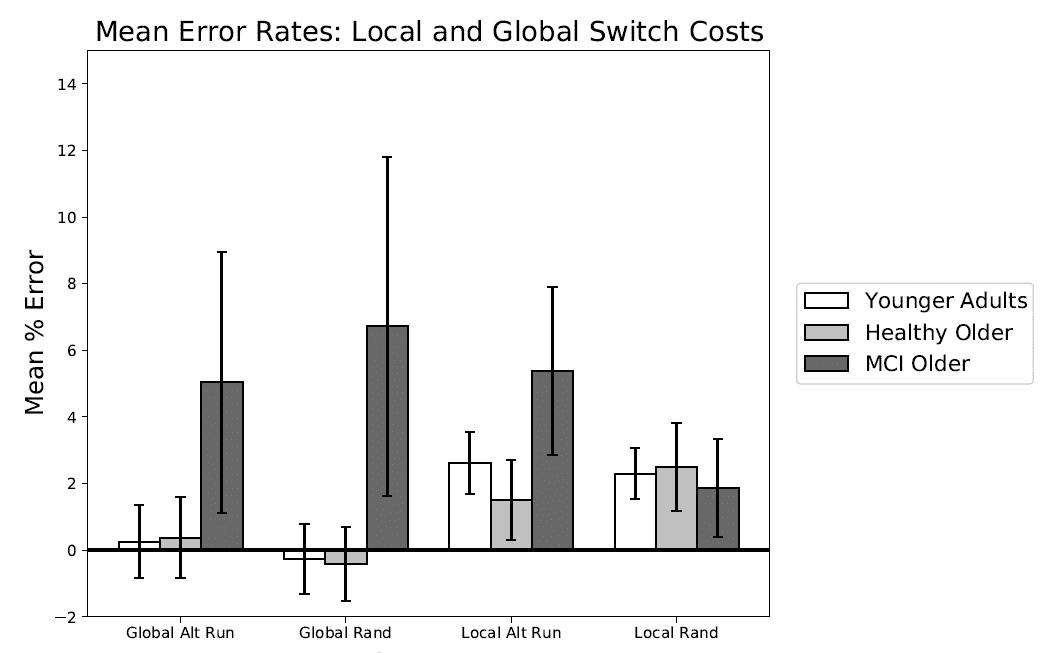 Mean Error Rates: Local and Global Switch Costs
14
12
10
8
6
4
2
0
−2
Mean % Error
Global Alt Run
Global Rand
Local Alt Run
Local Rand
Younger Adults
Healthy Older
MCI Older